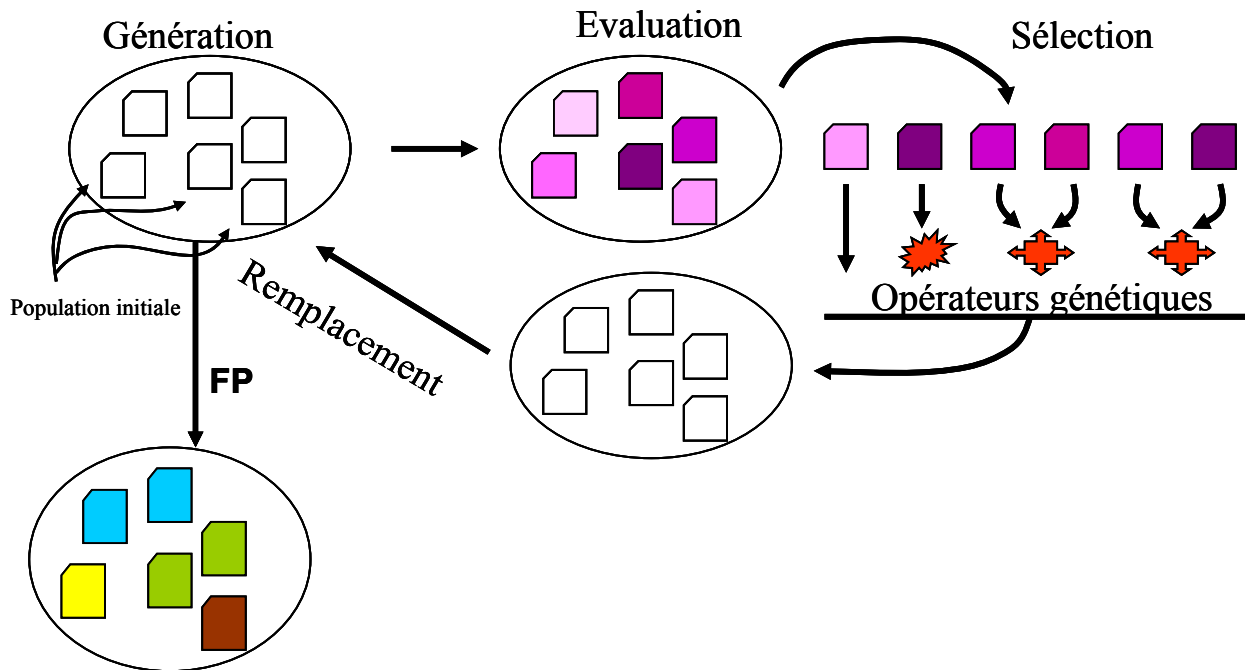 Génération
Evaluation
Sélection
Population initiale
Remplacement
Opérateurs génétiques
FP